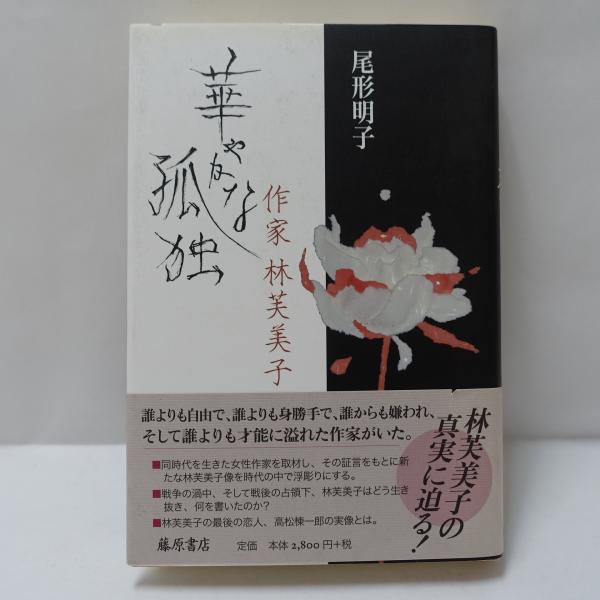 尾形明子
華やかな
孤独
作家 林芙美子
誰よりも自由で、誰よりも身勝手で、誰からも嫌われ、
そして誰よりも才能に溢れた作家がいた。
■同時代を生きた女性作家を取材し、その証言をもとに新
たな林芙美子像を時代の中で浮彫りにする。
■戦争の渦中、そして戦後の占領下、林芙美子はどう生き
抜き、何を書いたのか?
■林芙美子の最後の恋人、高松棟一郎の実像とは。
林芙美子の
真実に迫る!
藤原書店 定価 本体 2,800円+税